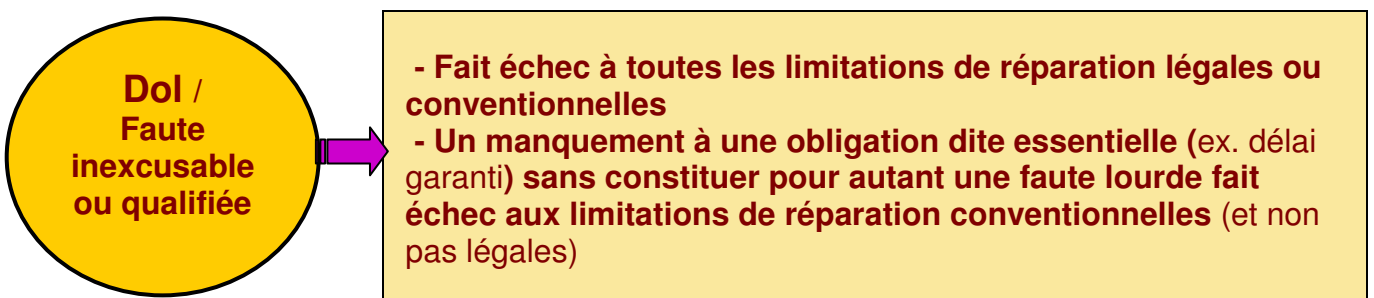 Dol /
Faute
inexcusable
ou qualifiée
- Fait échec à toutes les limitations de réparation légales ou
conventionnelles
- Un manquement à une obligation dite essentielle (ex. délai
garanti) sans constituer pour autant une faute lourde fait
échec aux limitations de réparation conventionnelles (et non
pas légales)